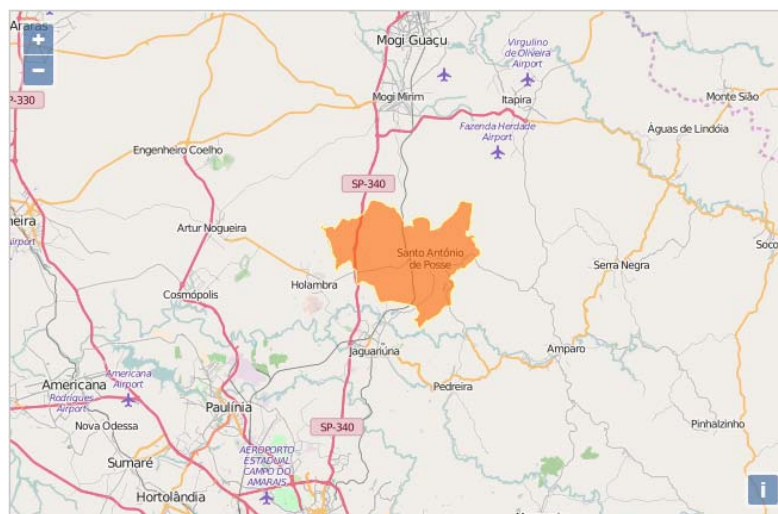 Araras
+
−
Mogi Guaçu
Virgulino
de Oliveira
Airport
P-330
Mogi Mirim
Itapira
Monte Sião
Fazenda Herdade
Airport
Águas de Lindóia
Engenheiro Coelho
SP-340
neira
Artur Nogueira
irport
Santo Antônio
de Posse
Serra Negra
Soco
Holambra
Cosmópolis
Jaguariúna
Amparo
Americana
Airport
Americana
Rodrigues
Airport
Pedreira
Paulínia
Nova Odessa
SP-340
Pinhalzinho
AEROPORTO
ESTADUAL
CAMPO DO
AMARAIS
Sumaré
Hortolândia
i